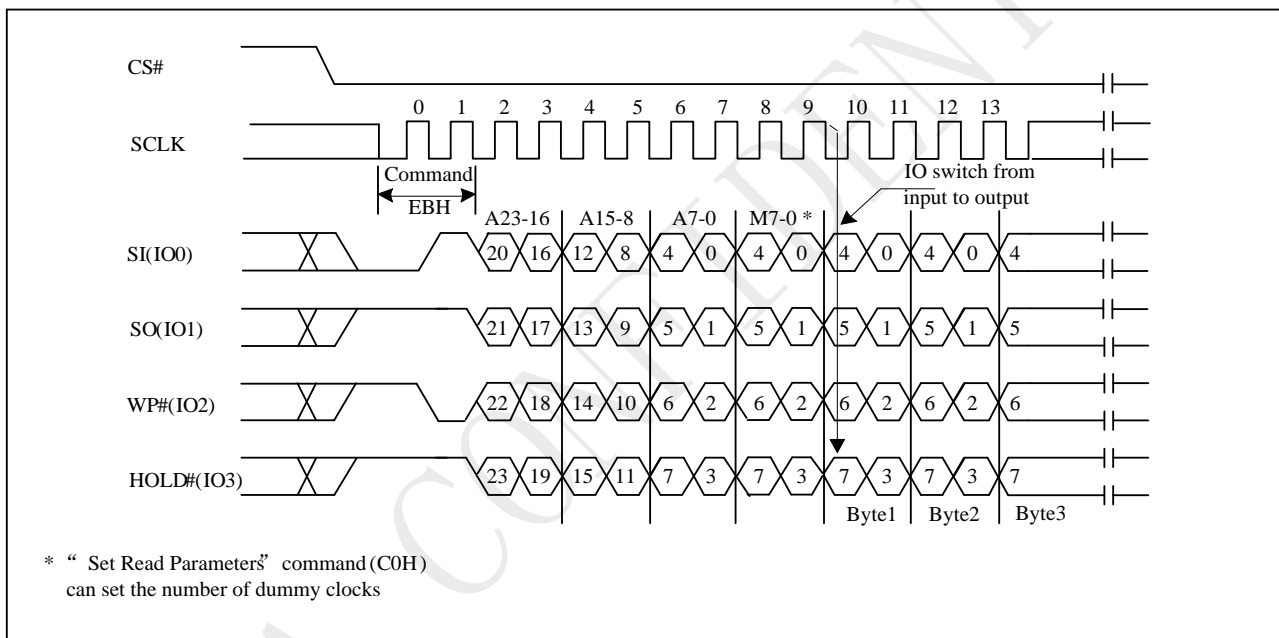 CS#
0 1 2 3 4 5 6 7 8 9 10 11 12 13
SCLK
Command
IO switch from
input to output
EBH
A23-16 A15-8 A7-0 M7-0 *
SI(IO0) 20 16 12 8 4 0 4 0 4 0 4 0 4
SO(IO1) 21 17 13 9 5 1 5 1 5 1 5 1 5
WP#(IO2) 22 18 14 10 6 2 6 2 6 2 6 2 6
HOLD#(IO3) 23 19 15 11 7 3 7 3 7 3 7 3 7
Byte1 Byte2 Byte3
* “ Set Read Parameters” command (C0H)
can set the number of dummy clocks
CONFIDENT